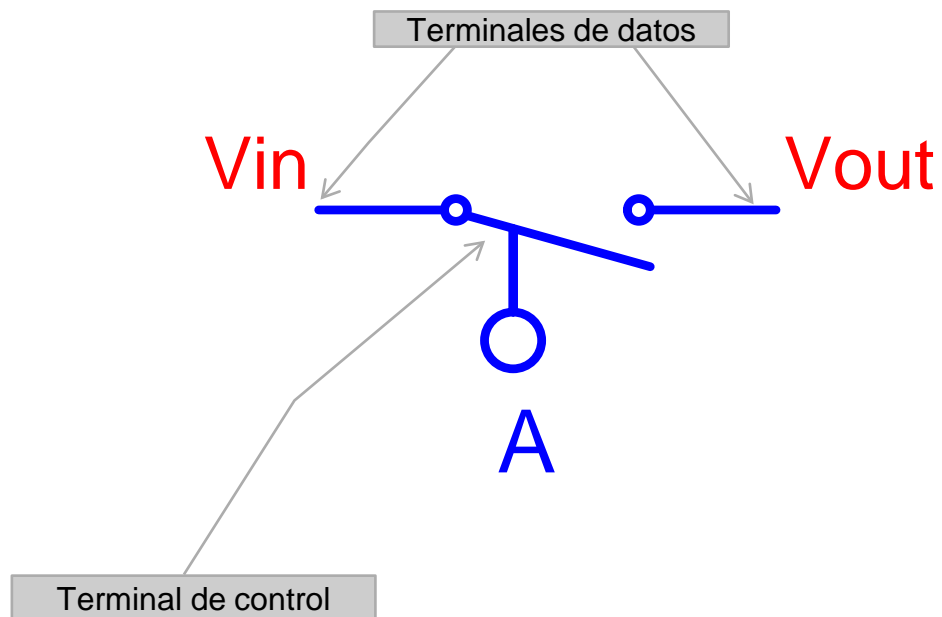 Terminales de datos
Vin
Vout
A
Terminal de control